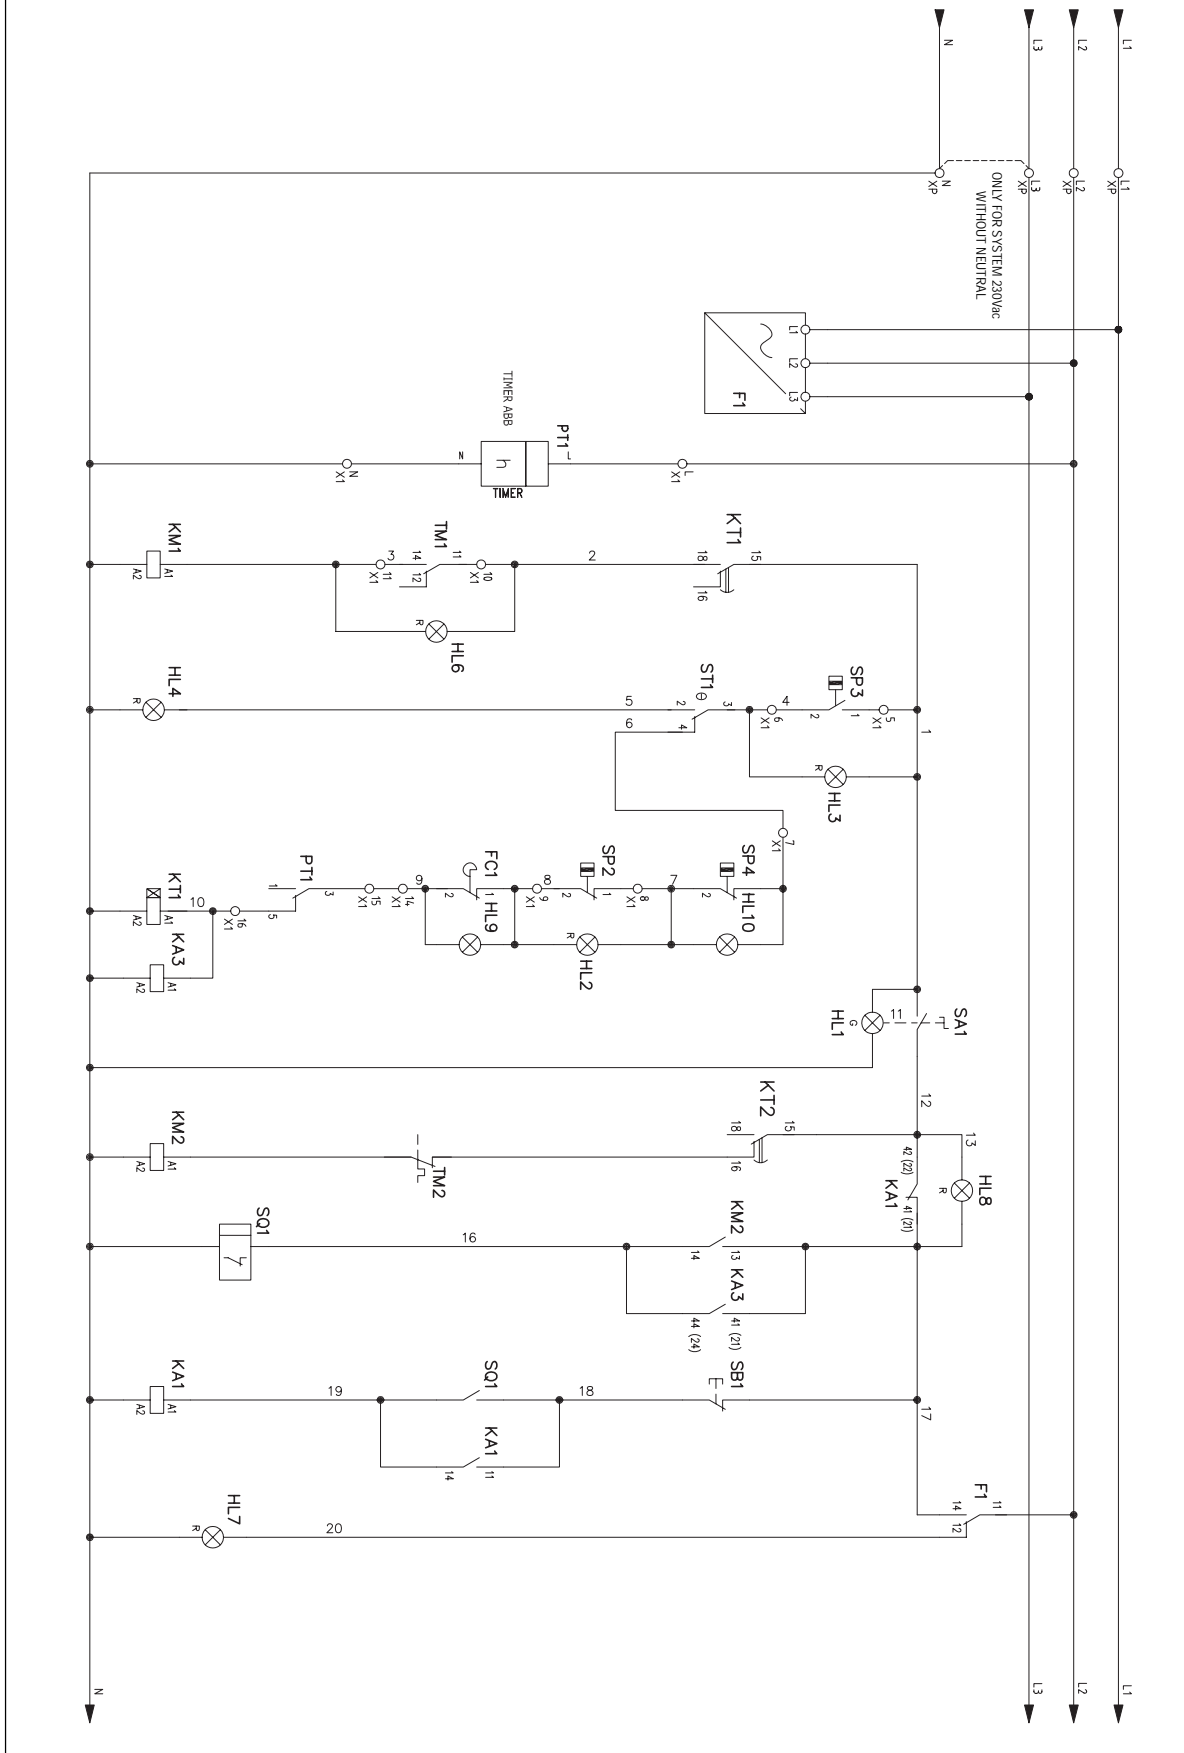 N
L3
L2
L1
N
XP
L3
XP
L2
XP
L1
XP
ONLY FOR SYSTEM 230Vac
WITHOUT NEUTRAL
L1
L2
L3
F1
TIMER ABB
PT1
L
N
h
TIMER
N
X1
L
X1
KM1
A1
A2
3
11
X1
TM1
14
12
11
10
X1
2
KT1
18
16
15
R
HL6
HL4
R
5
6
ST1
2
4
3
6
X1
4
SP3
2
1
5
X1
1
R
HL3
7
X1
KT1
A1
A2
10
16
X1
KA3
A1
A2
PT1
1
5
3
15
X1
14
X1
9
FC1
2
1
HL9
9
X1
8
SP2
2
1
R
HL2
8
X1
7
SP4
2
HL10
HL1
G
11
SA1
12
KM2
A1
A2
TM2
KT2
18
16
15
42 (22)
KA1
41 (21)
13
HL8
R
SQ1
16
KM2
14
13
KA3
44 (24)
41 (21)
KA1
A1
A2
19
SQ1
KA1
14
11
18
SB1
17
HL7
R
20
F1
14
12
11
N
L3
L2
L1